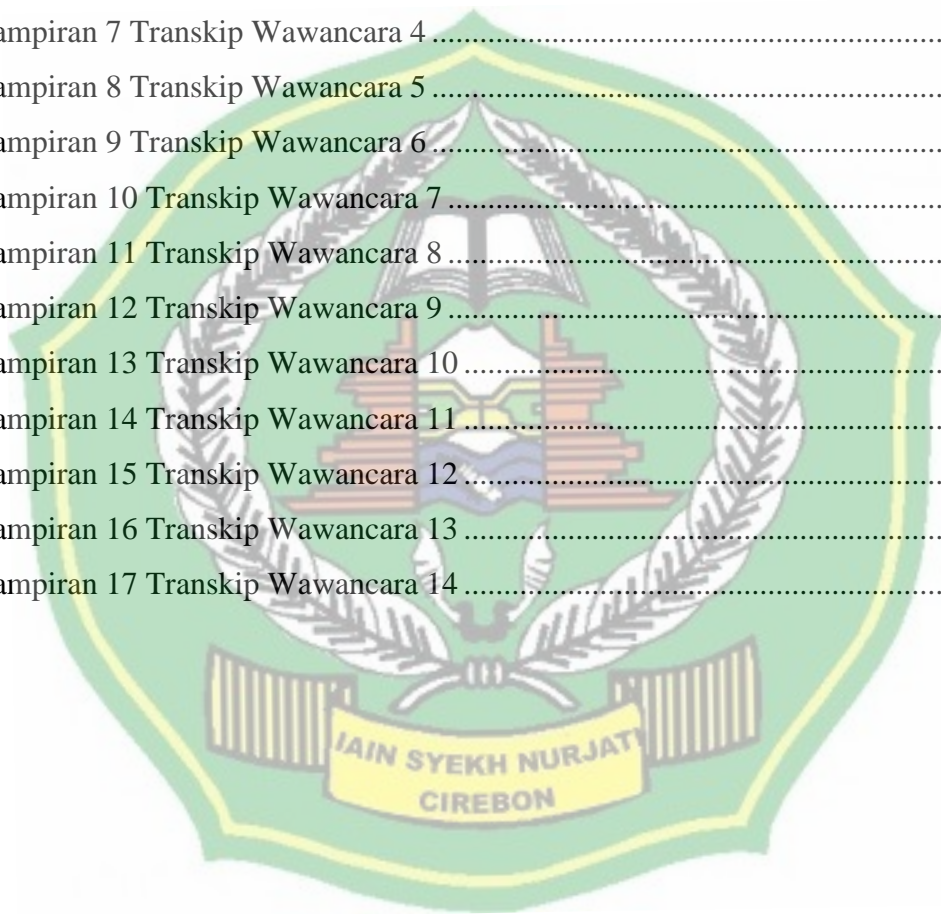 ampiran 7 Transkip Wawancara 4 ........................................................
ampiran 8 Transkip Wawancara 5 ........................................................
ampiran 9 Transkip Wawancara 6 ........................................................
ampiran 10 Transkip Wawancara 7 ......................................................
ampiran 11 Transkip Wawancara 8 ......................................................
ampiran 12 Transkip Wawancara 9 ......................................................
ampiran 13 Transkip Wawancara 10 ....................................................
ampiran 14 Transkip Wawancara 11 ....................................................
ampiran 15 Transkip Wawancara 12 ....................................................
ampiran 16 Transkip Wawancara 13 ....................................................
ampiran 17 Transkip Wawancara 14 ....................................................
IAIN SYEKH NURJATI
CIREBON